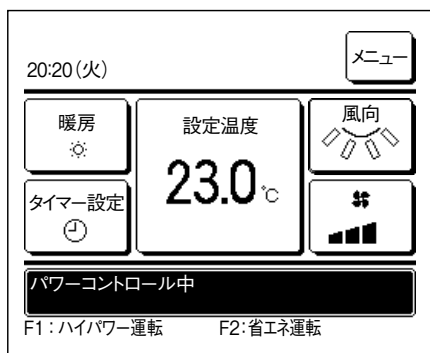 メニュー
20:20(火)
暖房
設定温度
風向
23.0℃
タイマー設定
パワーコントロール中
F1：ハイパワー運転 F2：省エネ運転